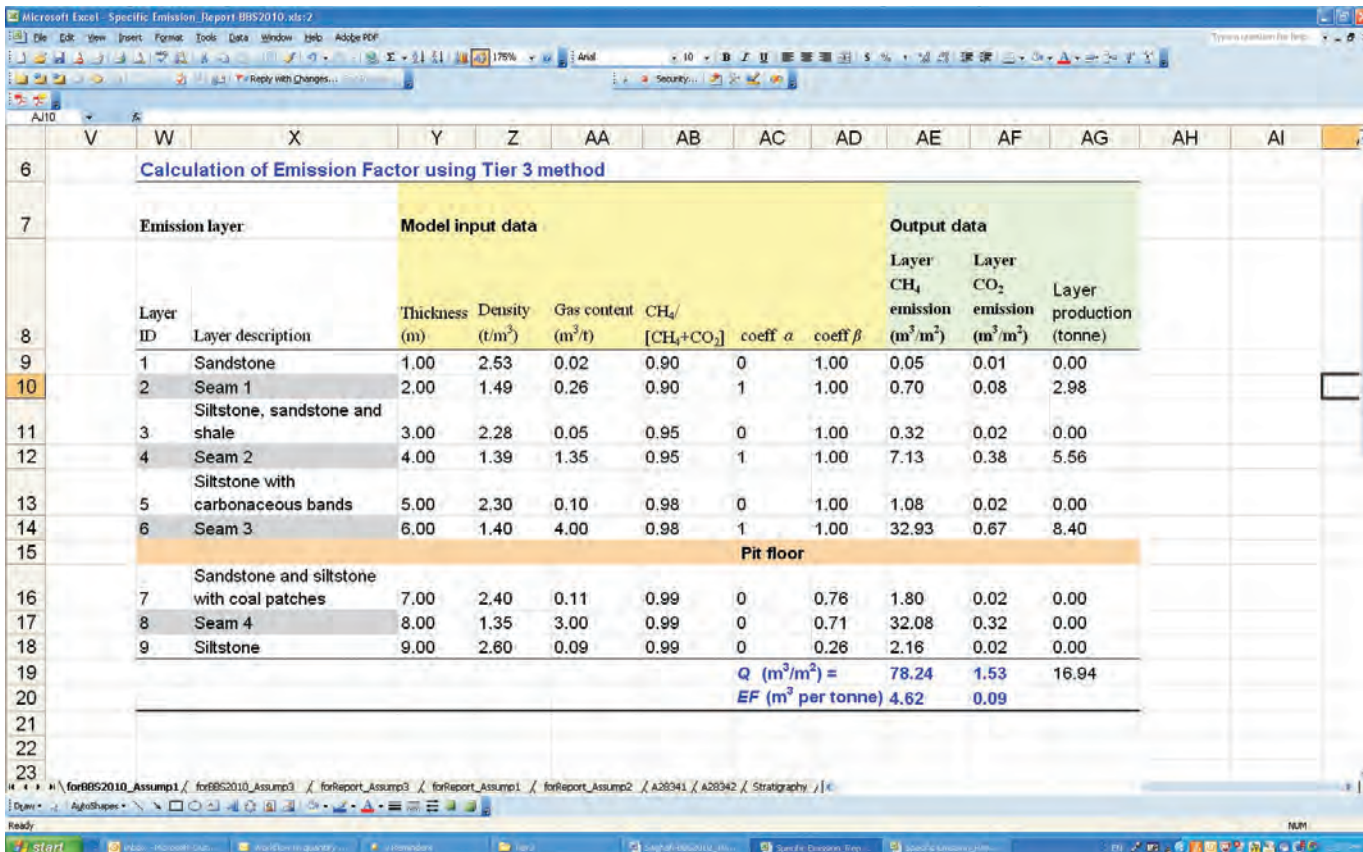 Microsoft Excel - Specific Emission_Report-BBS2010.xls:2
File Edit View Insert Format Tools Data Window Help Adobe PDF
175% Arial 10 B I U
Reply with Changes... Security...
AJ10 fx
V W X Y Z AA AB AC AD AE AF AG AH AI
6 Calculation of Emission Factor using Tier 3 method
7 Emission layer Model input data Output data
8 Layer ID Layer description Thickness (m) Density (t/m³) Gas content (m³/t) CH₄/[CH₄+CO₂] coeff α coeff β Layer CH₄ emission (m³/m²) Layer CO₂ emission (m³/m²) Layer production (tonne)
9 1 Sandstone 1.00 2.53 0.02 0.90 0 1.00 0.05 0.01 0.00
10 2 Seam 1 2.00 1.49 0.26 0.90 1 1.00 0.70 0.08 2.98
11 3 Siltstone, sandstone and shale 3.00 2.28 0.05 0.95 0 1.00 0.32 0.02 0.00
12 4 Seam 2 4.00 1.39 1.35 0.95 1 1.00 7.13 0.38 5.56
13 5 Siltstone with carbonaceous bands 5.00 2.30 0.10 0.98 0 1.00 1.08 0.02 0.00
14 6 Seam 3 6.00 1.40 4.00 0.98 1 1.00 32.93 0.67 8.40
15 Pit floor
16 7 Sandstone and siltstone with coal patches 7.00 2.40 0.11 0.99 0 0.76 1.80 0.02 0.00
17 8 Seam 4 8.00 1.35 3.00 0.99 0 0.71 32.08 0.32 0.00
18 9 Siltstone 9.00 2.60 0.09 0.99 0 0.26 2.16 0.02 0.00
19 Q (m³/m²) = 78.24 1.53 16.94
20 EF (m³ per tonne) 4.62 0.09
21
22
23
forBBS2010_Assump1 / forBBS2010_Assump3 / forReport_Assump3 / forReport_Assump1 / forReport_Assump2 / A28341 / A28342 / Stratigraphy
Draw AutoShapes
Ready NUM
start